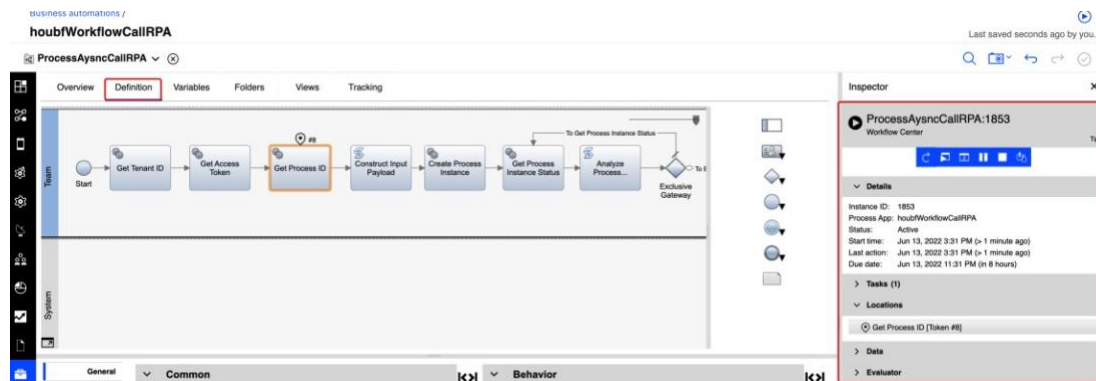 Business automations /
houbfWorkflowCallRPA
Last saved seconds ago by you.
ProcessAysncCallRPA
Overview Definition Variables Folders Views Tracking
Inspector
ProcessAysncCallRPA:1853
Workflow Center
#8
To Get Process Instance Status
Team
Start
Get Tenant ID
Get Access
Token
Get Process ID
Construct Input
Payload
Create Process
Instance
Get Process
Instance Status
Analyze
Process...
Exclusive
Gateway
To E
System
Details
Instance ID: 1853
Process App: houbfWorkflowCallRPA
Status: Active
Start time: Jun 13, 2022 3:31 PM (> 1 minute ago)
Last action: Jun 13, 2022 3:31 PM (> 1 minute ago)
Due date: Jun 13, 2022 11:31 PM (in 8 hours)
Tasks (1)
Locations
Get Process ID [Token #8]
Data
Evaluator
General
Common
Behavior